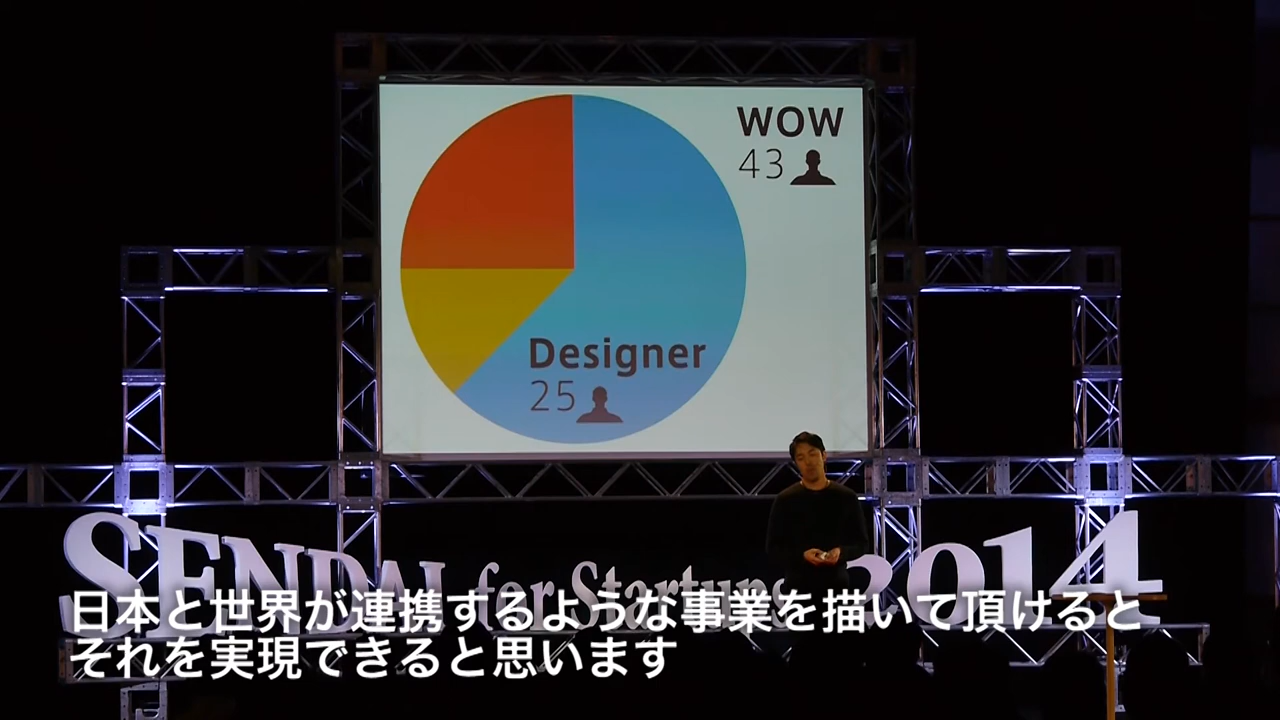 WOW
43
Designer
25
SENDAI for Startups 2014
日本と世界が連携するような事業を描いて頂けると
それを実現できると思います